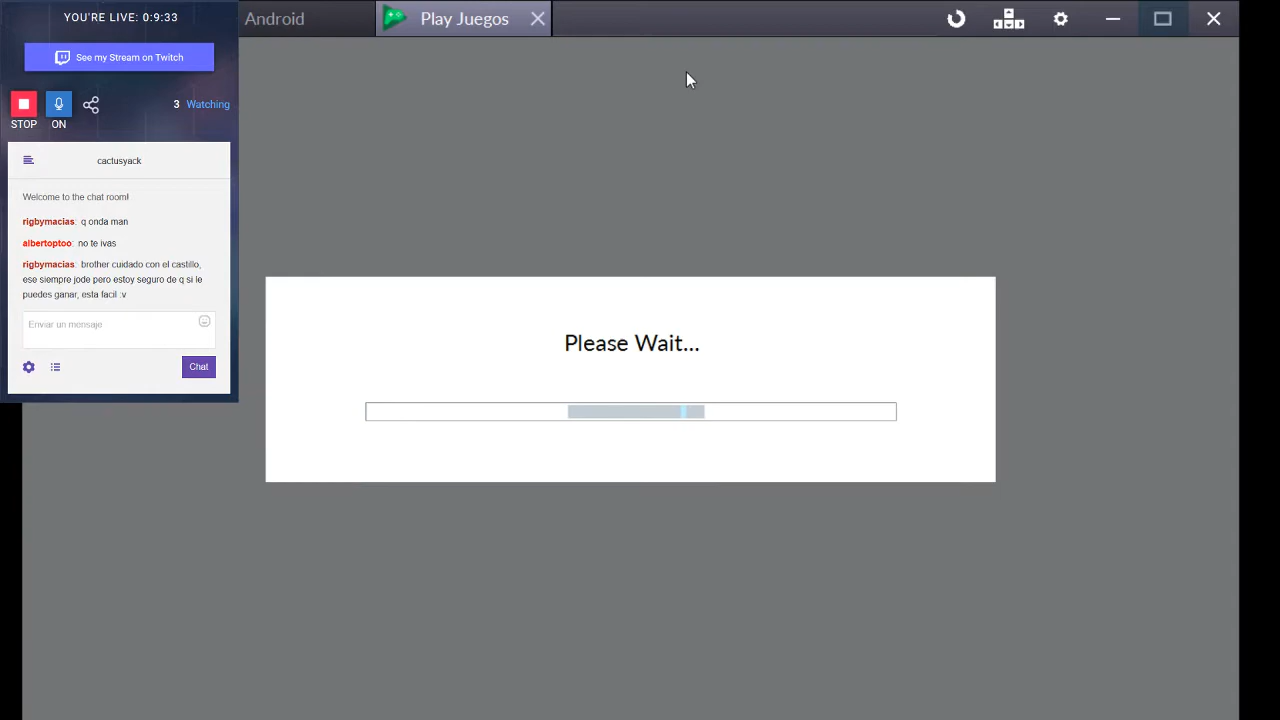 YOU'RE LIVE: 0:9:33
See my Stream on Twitch
3 Watching
STOP
ON
cactusyack
Welcome to the chat room!
rigbymacias: q onda man
albertoptoo: no te ivas
rigbymacias: brother cuidado con el castillo,
ese siempre jode pero estoy seguro de q si le
puedes ganar, esta facil :v
Enviar un mensaje
Chat
Android
Play Juegos
Please Wait...